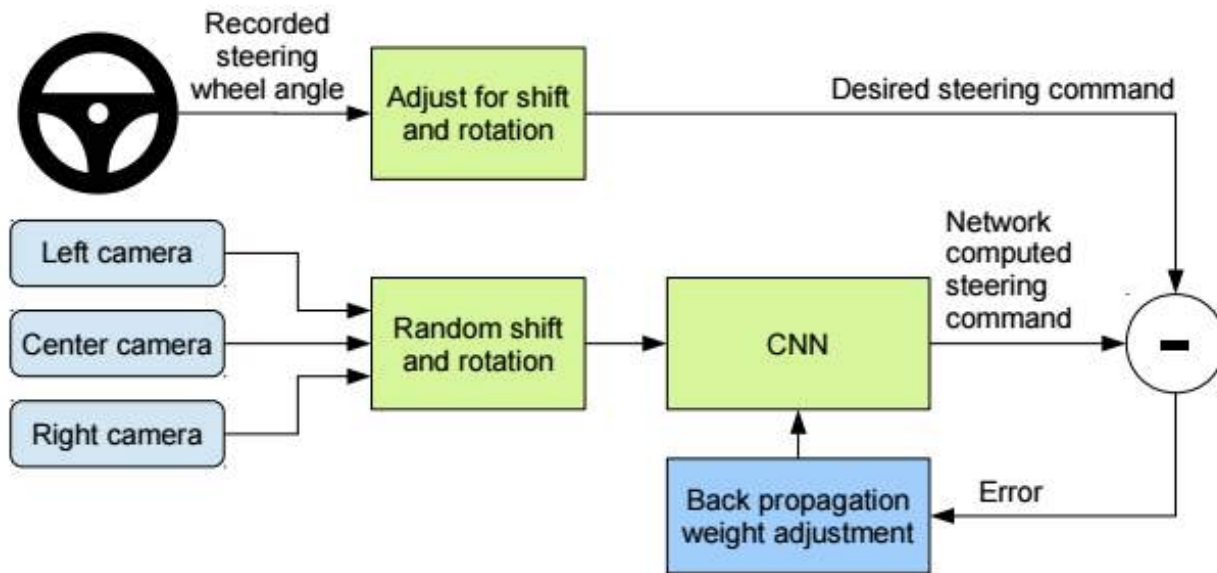 Recorded
steering
wheel angle
Adjust for shift
and rotation
Desired steering command
Left camera
Center camera
Right camera
Random shift
and rotation
CNN
Network
computed
steering
command
-
Back propagation
weight adjustment
Error